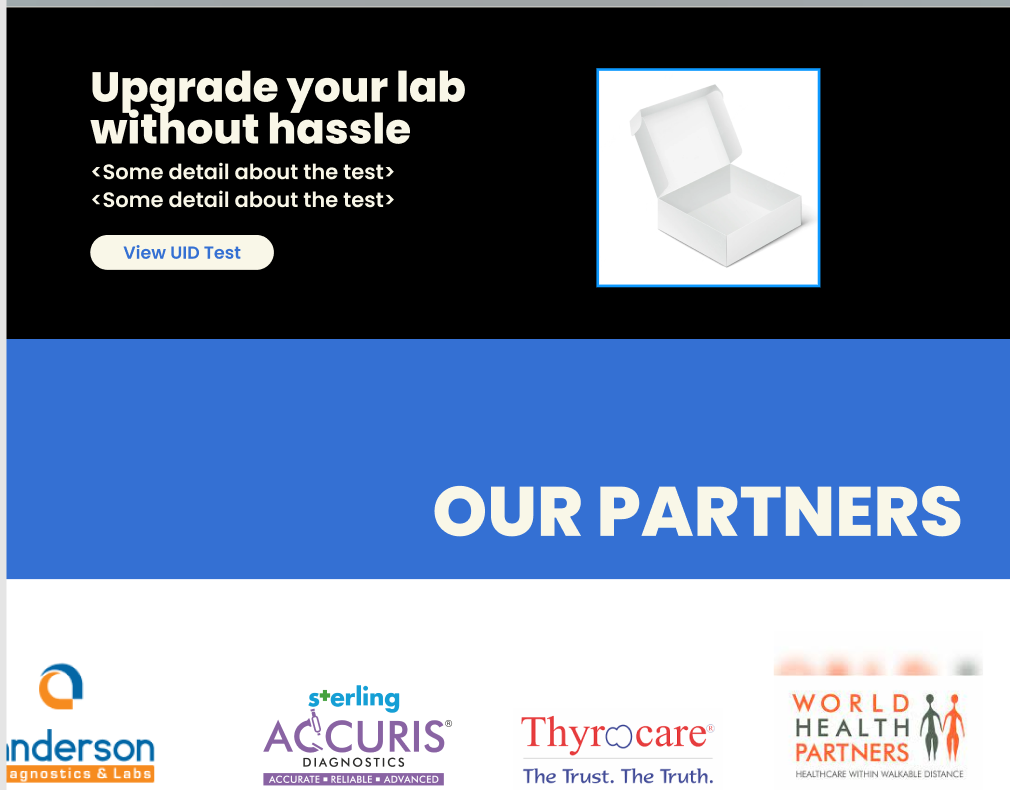 Upgrade your lab
without hassle
<Some detail about the test>
<Some detail about the test>
View UID Test
OUR PARTNERS
anderson
agnostics & Labs
sterling
ACCURIS®
DIAGNOSTICS
ACCURATE ▪ RELIABLE ▪ ADVANCED
Thyrocare®
The Trust. The Truth.
WORLD
HEALTH
PARTNERS
HEALTHCARE WITHIN WALKABLE DISTANCE